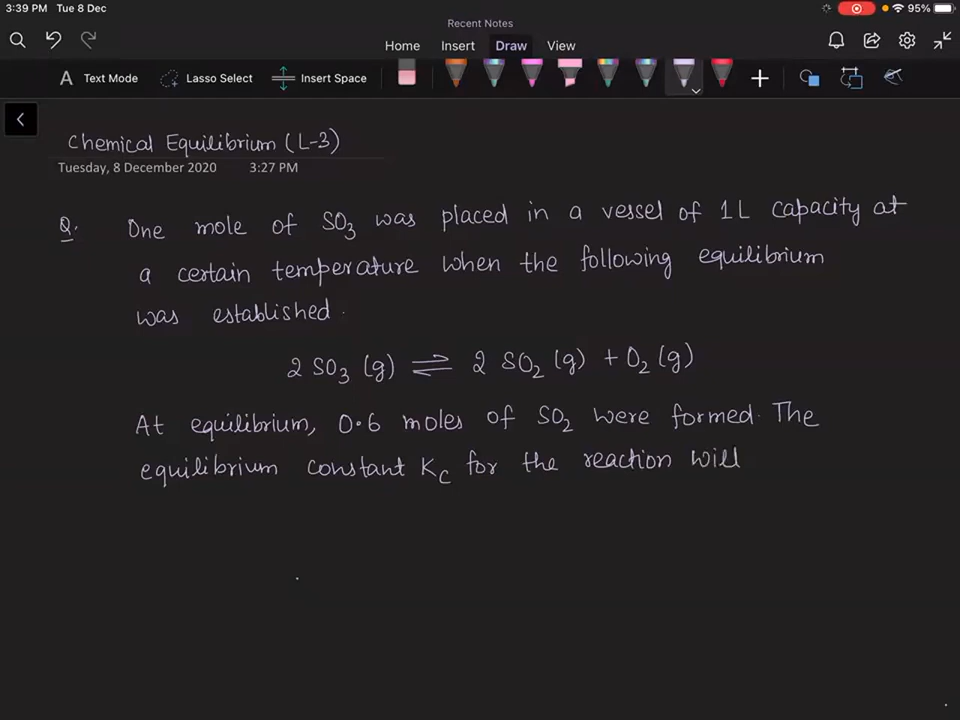 3:39 PM Tue 8 Dec
95%
Recent Notes
Home Insert Draw View
Text Mode Lasso Select Insert Space
Chemical Equilibrium (L-3)
Tuesday, 8 December 2020 3:27 PM
Q. One mole of SO3 was placed in a vessel of 1L capacity at
a certain temperature when the following equilibrium
was established.
2 SO3 (g) ⇌ 2 SO2 (g) + O2 (g)
At equilibrium, 0.6 moles of SO2 were formed. The
equilibrium constant KC for the reaction will